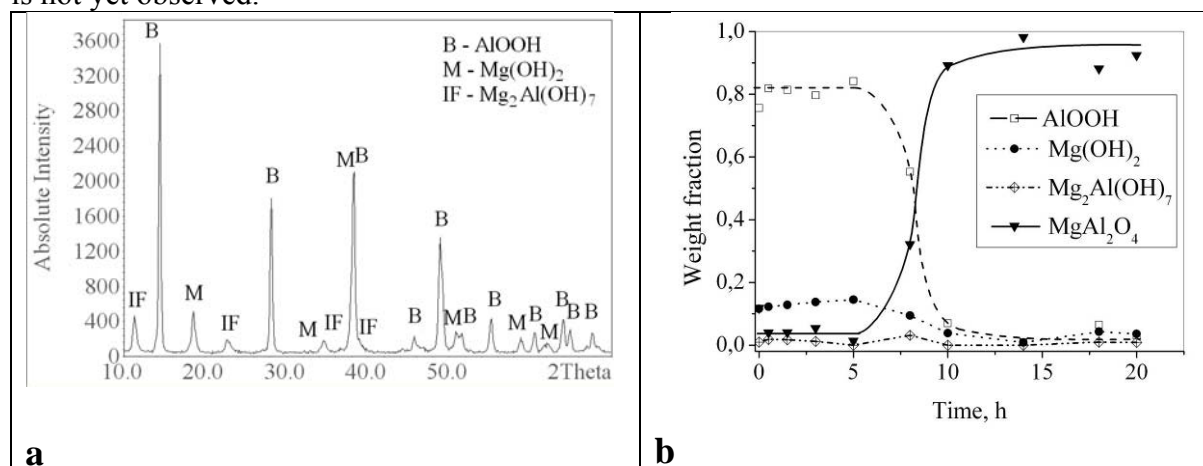 is not yet observed.
B
B - AlOOH
M - Mg(OH)2
IF - Mg2Al(OH)7
3600
3200
2800
2400
2000
1600
1200
800
400
0
Absolute Intensity
IF
M
IF
B
M
IF
M
B
IF
B
B
M
B
B
M
B
M
B
B
B
10.0 20.0 30.0 40.0 50.0 2Theta
a
1,0
0,8
0,6
0,4
0,2
0,0
Weight fraction
AlOOH
Mg(OH)2
Mg2Al(OH)7
MgAl2O4
0 5 10 15 20
Time, h
b